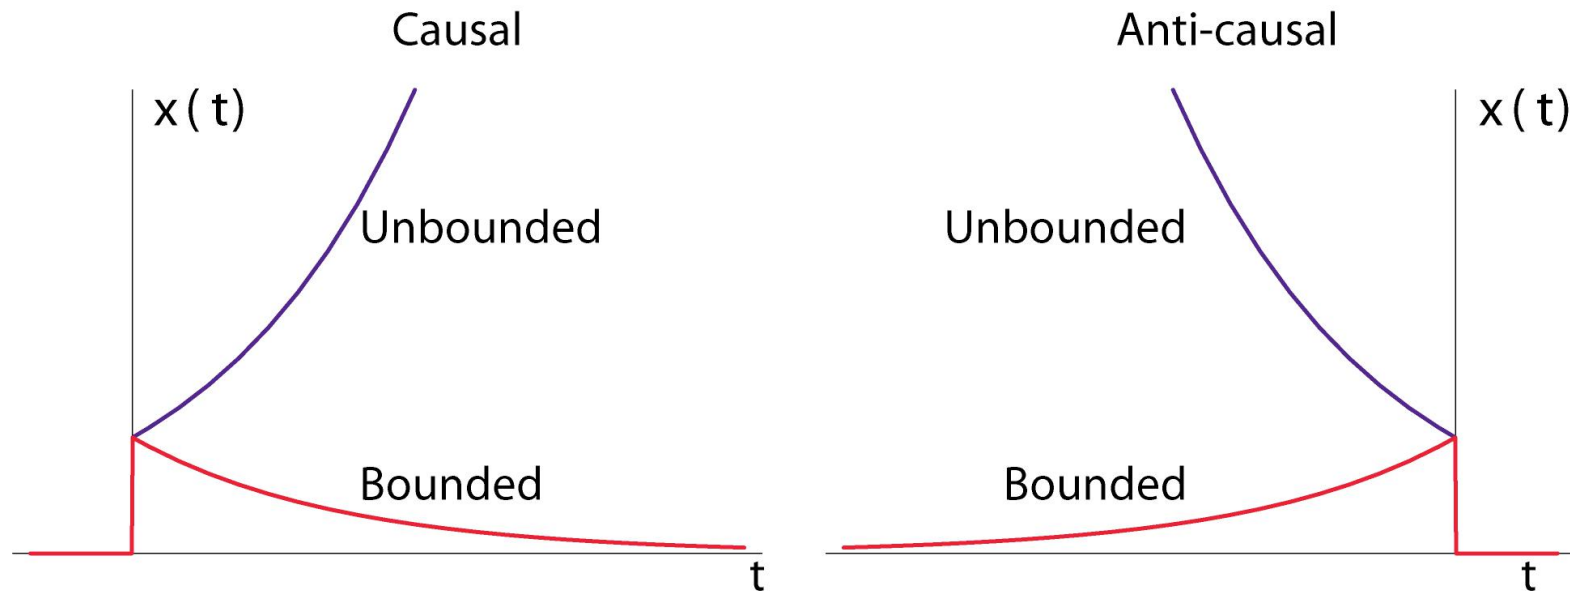 Causal
x ( t )
Unbounded
Bounded
t
Anti-causal
x ( t )
Unbounded
Bounded
t